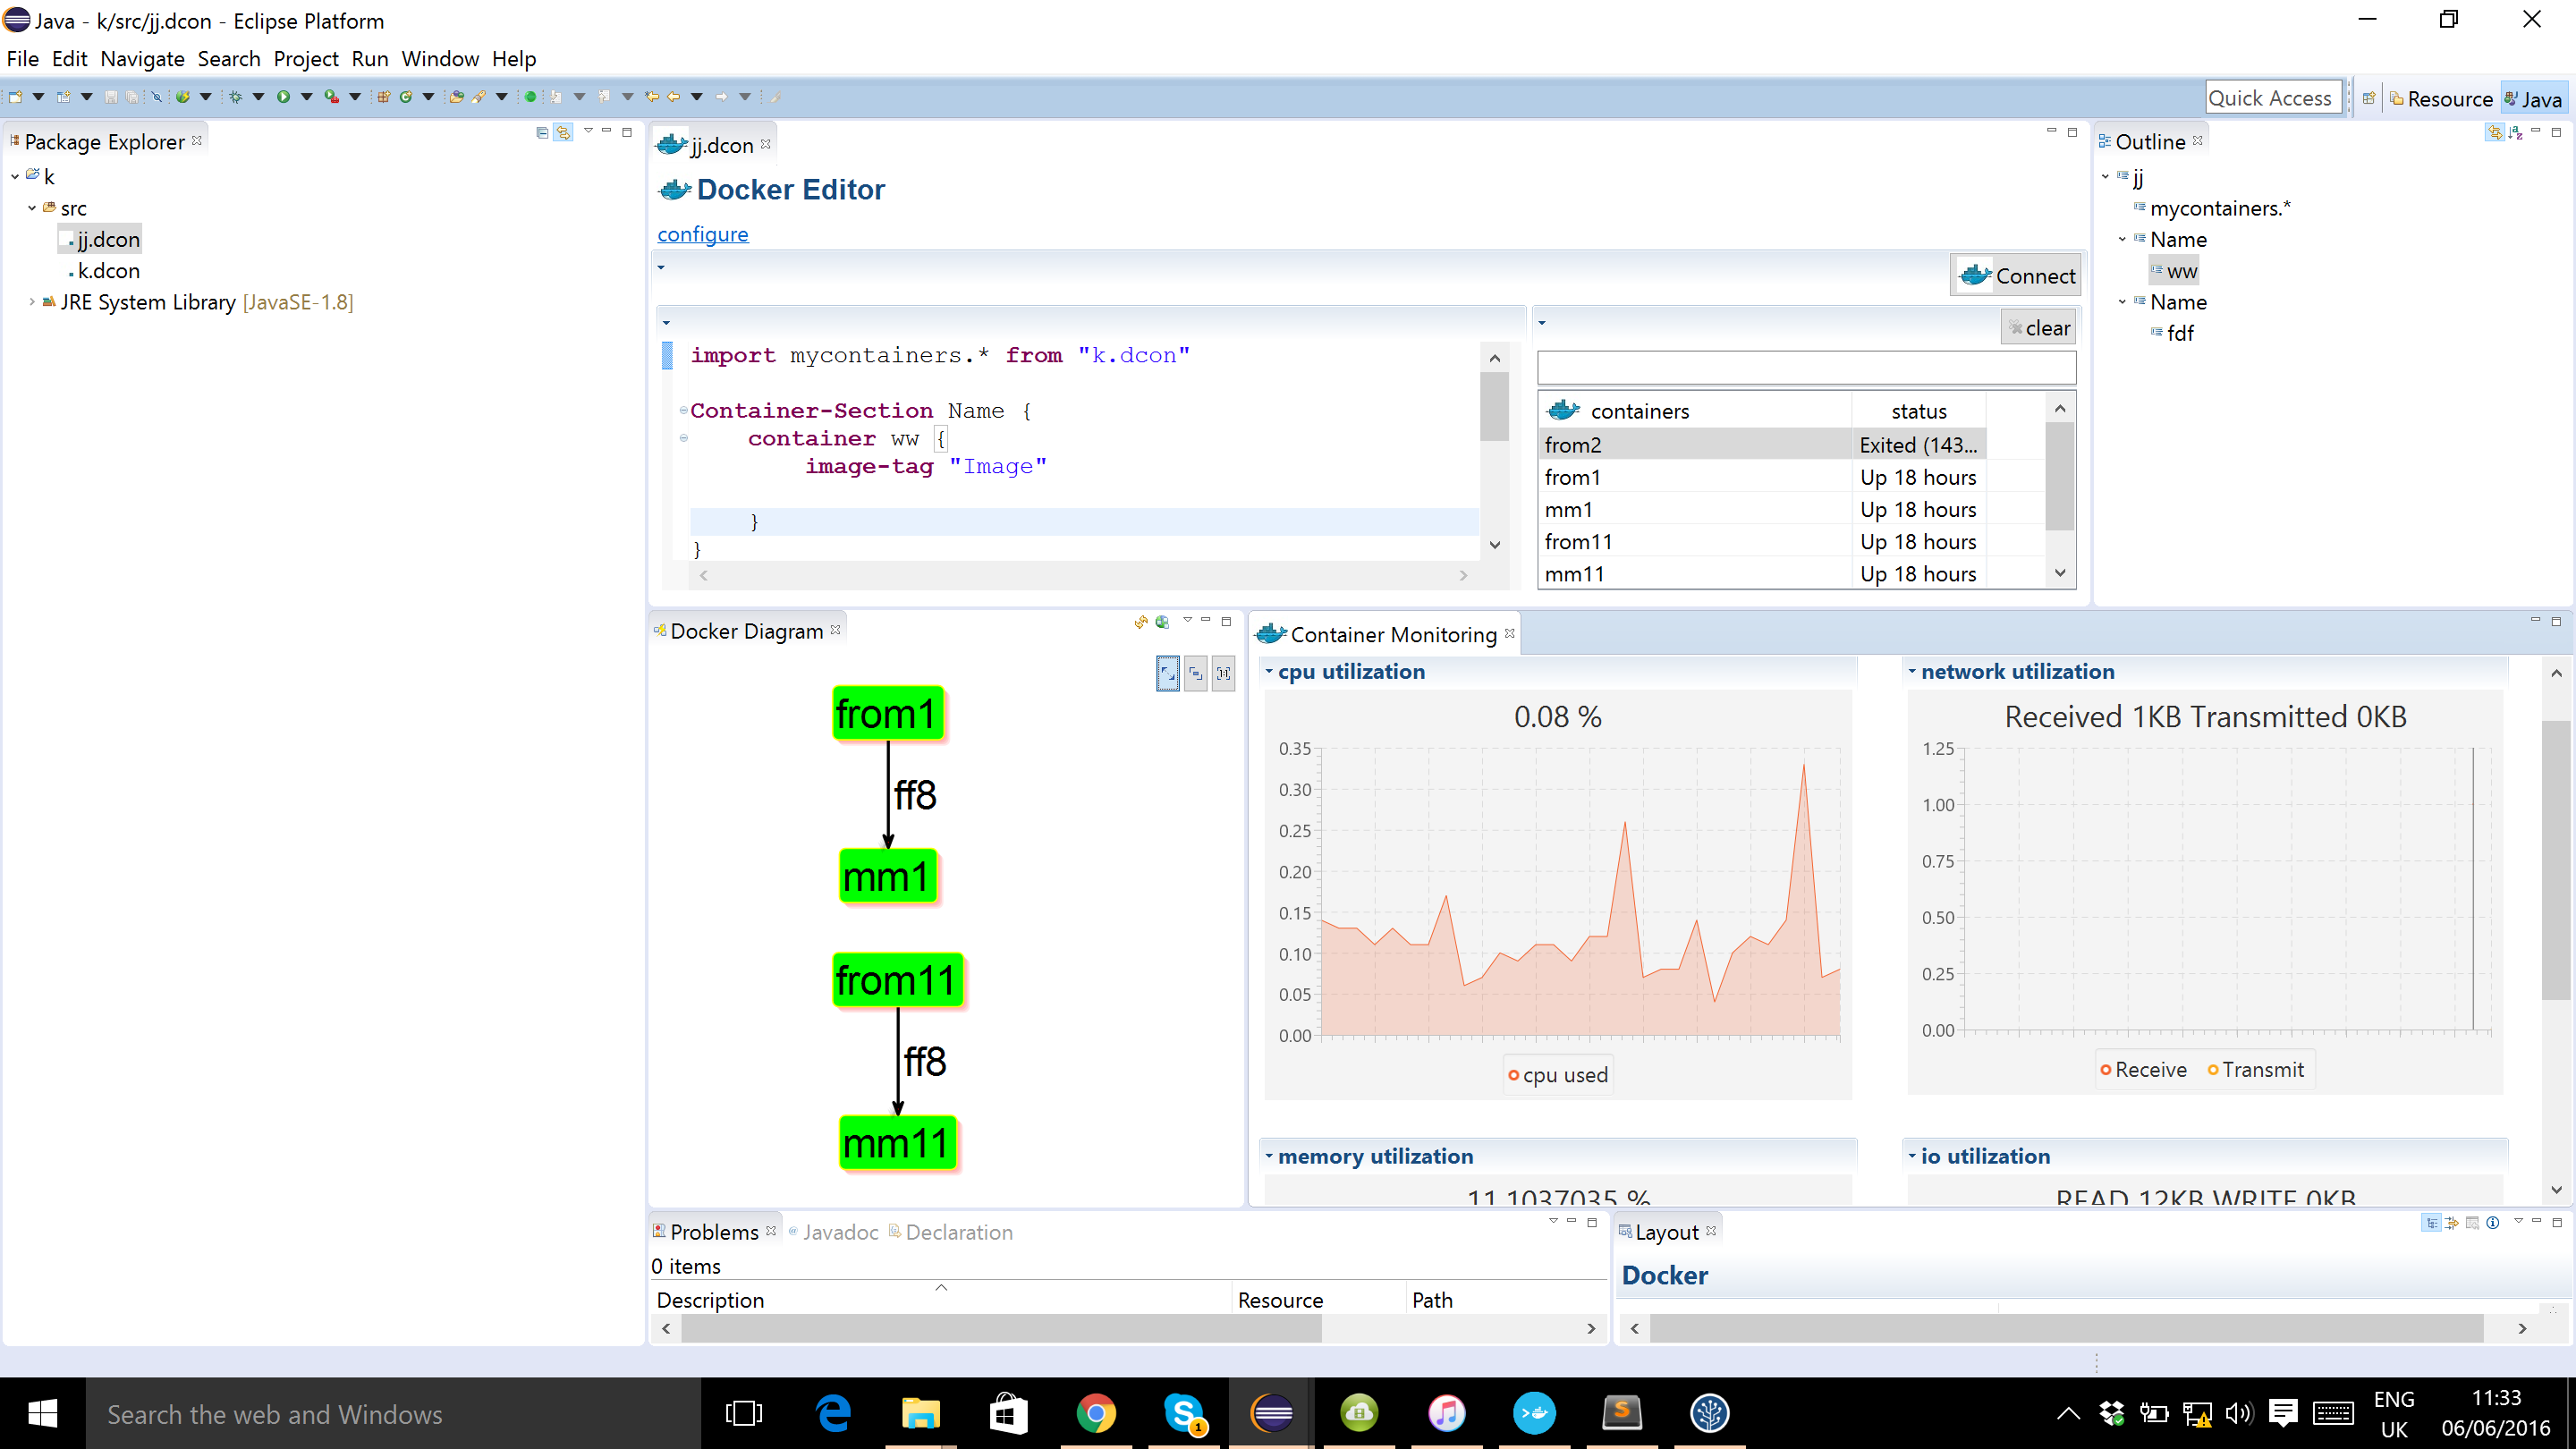 Java - k/src/jj.dcon - Eclipse Platform
File Edit Navigate Search Project Run Window Help
Quick Access Resource Java
Package Explorer
k
src
jj.dcon
k.dcon
JRE System Library [JavaSE-1.8]
jj.dcon
Docker Editor
configure
Connect
import mycontainers.* from "k.dcon"
Container-Section Name {
container ww {
image-tag "Image"
}
}
clear
containers status
from2 Exited (143...
from1 Up 18 hours
mm1 Up 18 hours
from11 Up 18 hours
mm11 Up 18 hours
Outline
jj
mycontainers.*
Name
ww
Name
fdf
Docker Diagram
from1
ff8
mm1
from11
ff8
mm11
Container Monitoring
cpu utilization
0.08 %
0.35
0.30
0.25
0.20
0.15
0.10
0.05
0.00
cpu used
network utilization
Received 1KB Transmitted 0KB
1.25
1.00
0.75
0.50
0.25
0.00
Receive Transmit
memory utilization
11.1037035 %
io utilization
READ 12KB WRITE 0KB
Problems Javadoc Declaration
0 items
Description Resource Path
Layout
Docker
Search the web and Windows
ENG
UK
11:33
06/06/2016